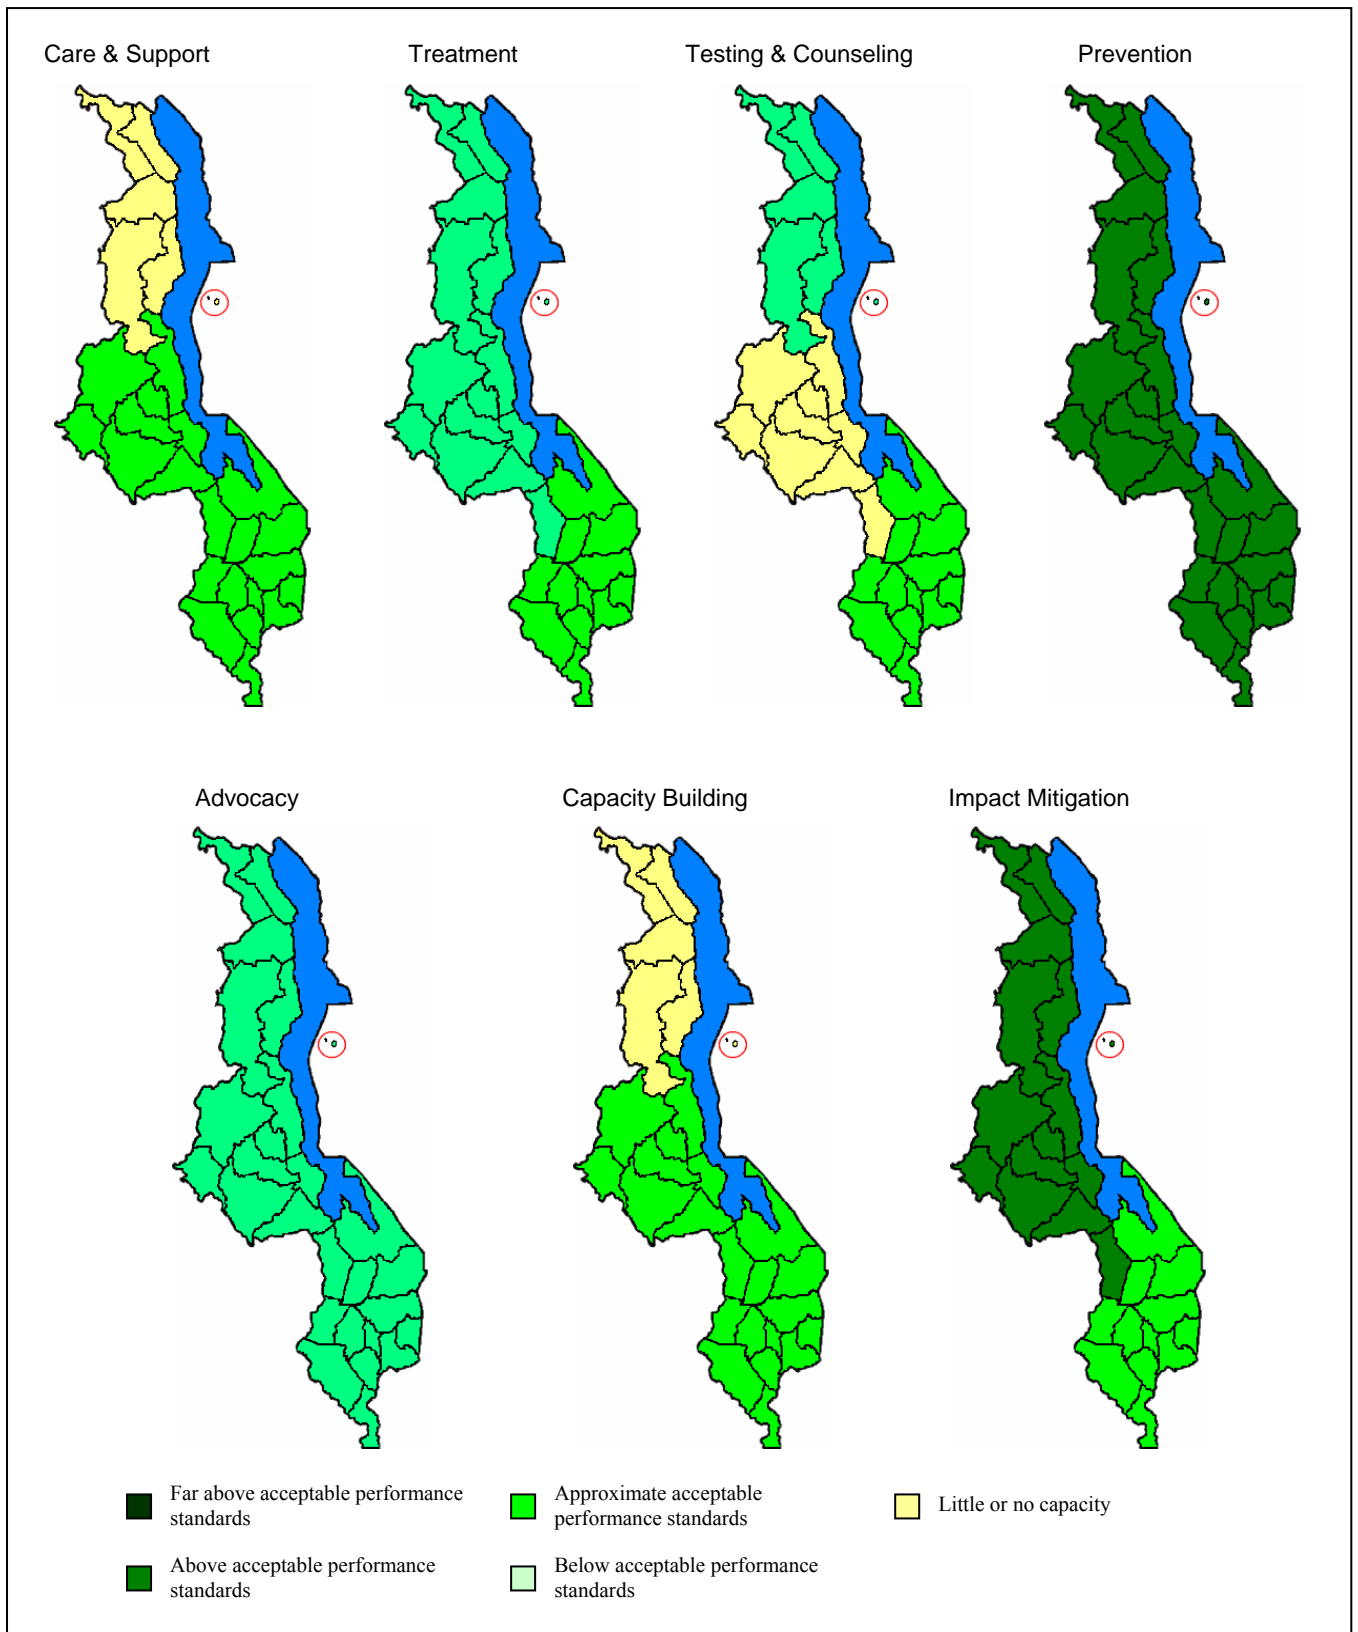 Care & Support
Treatment
Testing & Counseling
Prevention
Advocacy
Capacity Building
Impact Mitigation
Far above acceptable performance
standards
Approximate acceptable
performance standards
Little or no capacity
Above acceptable performance
standards
Below acceptable performance
standards